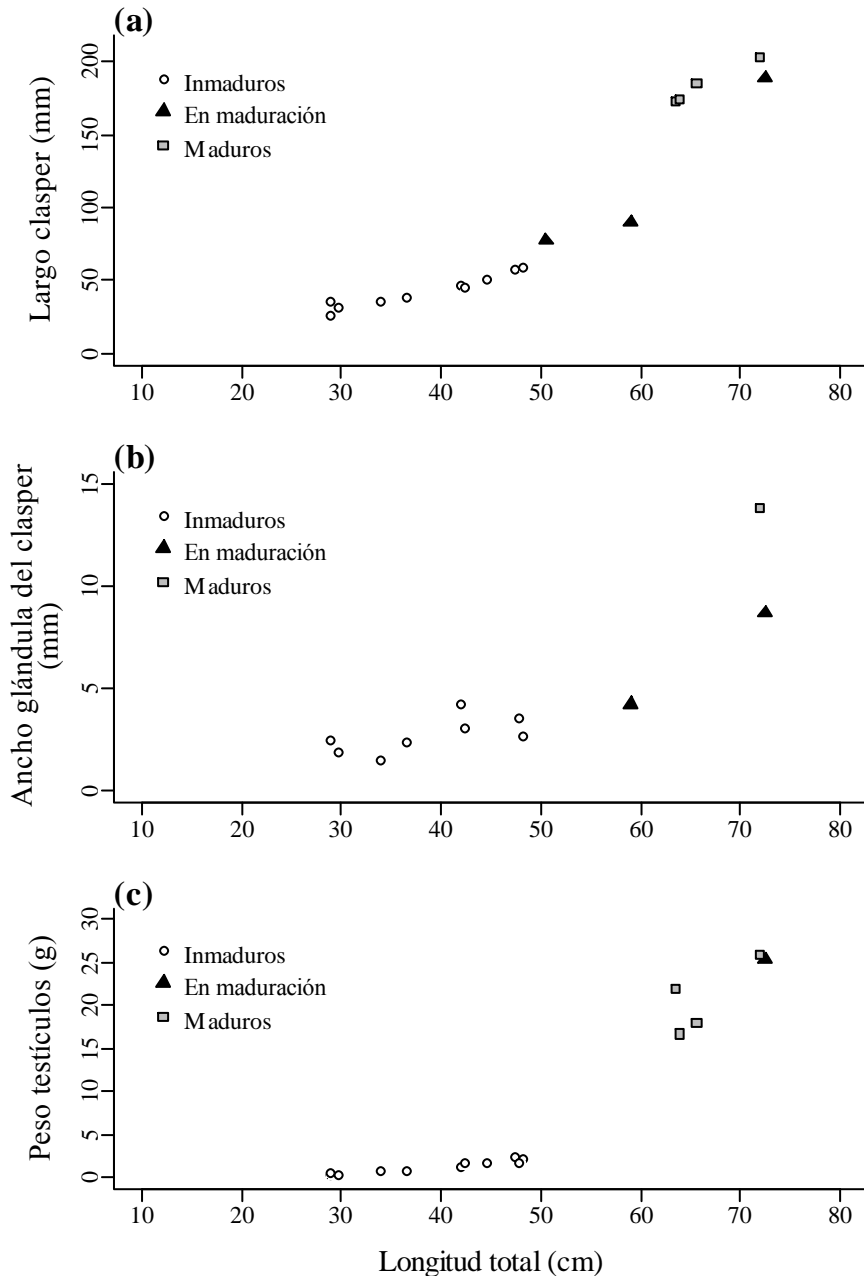 (a)
Largo clasper (mm)
200
150
100
50
0
Inmaduros
En maduración
Maduros
10 20 30 40 50 60 70 80
(b)
Ancho glándula del clasper
(mm)
15
10
5
0
Inmaduros
En maduración
Maduros
10 20 30 40 50 60 70 80
(c)
Peso testículos (g)
30
25
20
15
10
5
0
Inmaduros
En maduración
Maduros
10 20 30 40 50 60 70 80
Longitud total (cm)